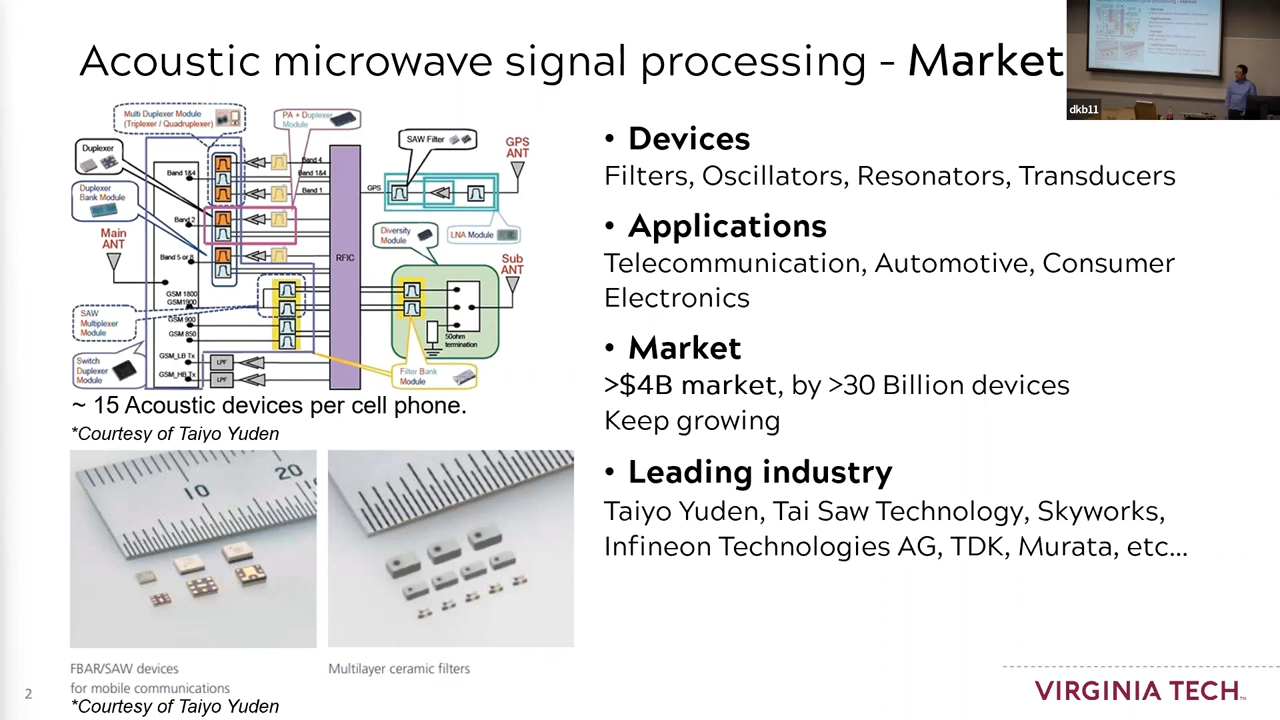 Acoustic microwave signal processing - Market
dkb11
Multi Duplexer Module
(Triplexer / Quadruplexer)
PA + Duplexer
Module
Duplexer
SAW Filter
GPS
ANT
Band 4
Band 1&4
Band 1&4
Duplexer
Bank Module
Band 1
GPS
Band 2
Main
ANT
Diversity
Module
LNA Module
Band 5 or 8
RFIC
Sub
ANT
GSM 1800
GSM1900
SAW
Multiplexer
Module
GSM 900
GSM 850
50ohm
termination
Switch
Duplexer
Module
GSM_LB Tx
LPF
GSM_HB Tx
LPF
Filter Bank
Module
~ 15 Acoustic devices per cell phone.
*Courtesy of Taiyo Yuden
10
20
FBAR/SAW devices
for mobile communications
Multilayer ceramic filters
*Courtesy of Taiyo Yuden
• Devices
Filters, Oscillators, Resonators, Transducers
• Applications
Telecommunication, Automotive, Consumer
Electronics
• Market
>$4B market, by >30 Billion devices
Keep growing
• Leading industry
Taiyo Yuden, Tai Saw Technology, Skyworks,
Infineon Technologies AG, TDK, Murata, etc...
2
VIRGINIA TECH™